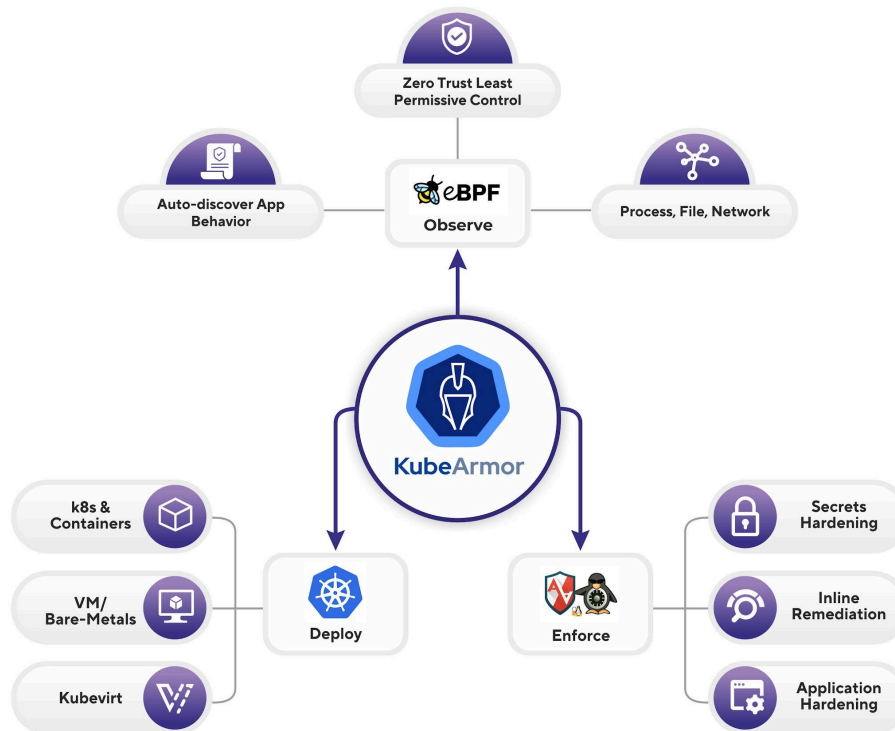 Zero Trust Least
Permissive Control
Auto-discover App
Behavior
eBPF
Observe
Process, File, Network
KubeArmor
k8s &
Containers
VM/
Bare-Metals
Kubevirt
Deploy
Enforce
Secrets
Hardening
Inline
Remediation
Application
Hardening